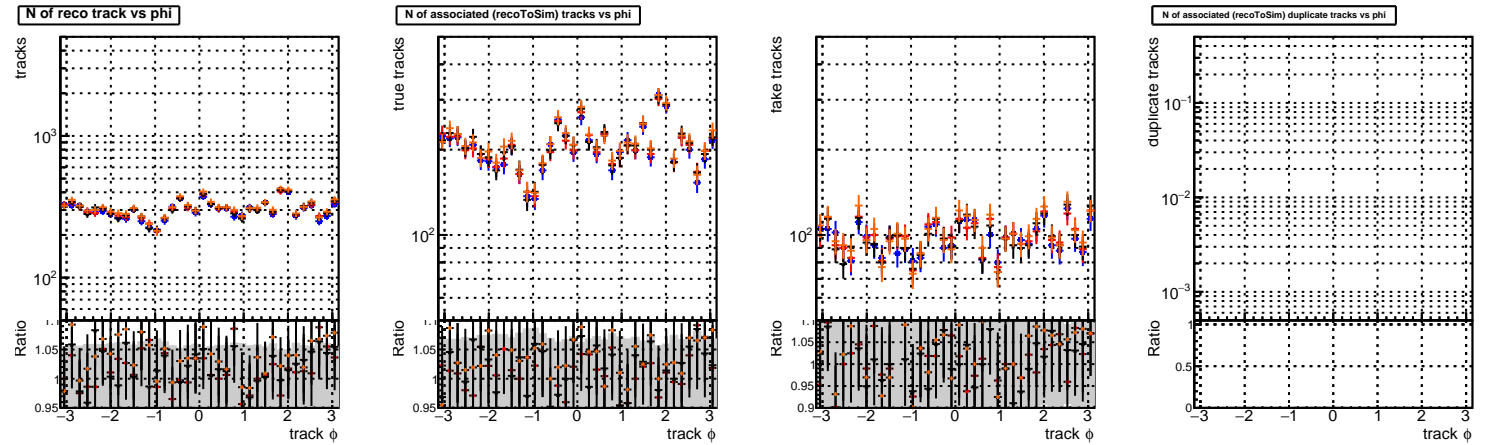 N of reco track vs phi
tracks
10³
10²
Ratio
1.05
1
0.95
−3 −2 −1 0 1 2 3
track ϕ
N of associated (recoToSim) tracks vs phi
true tracks
10²
Ratio
1.05
1
0.95
−3 −2 −1 0 1 2 3
track ϕ
fake tracks
10²
Ratio
1.05
1
0.95
0.9
−3 −2 −1 0 1 2 3
track ϕ
N of associated (recoToSim) duplicate tracks vs phi
duplicate tracks
10⁻¹
10⁻²
10⁻³
Ratio
1
0.5
0
−3 −2 −1 0 1 2 3
track ϕ